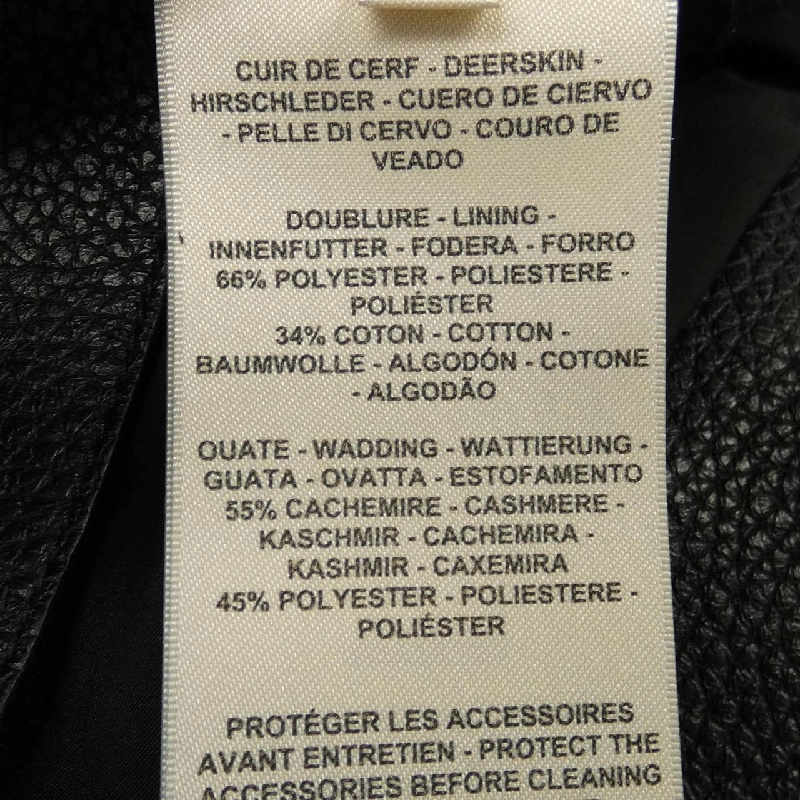 CUIR DE CERF - DEERSKIN -
HIRSCHLEDER - CUERO DE CIERVO
- PELLE DI CERVO - COURO DE
VEADO
DOUBLURE - LINING -
INNENFUTTER - FODERA - FORRO
66% POLYESTER - POLIESTERE -
POLIÉSTER
34% COTON - COTTON -
BAUMWOLLE - ALGODÓN - COTONE
- ALGODÃO
OUATE - WADDING - WATTIERUNG -
GUATA - OVATTA - ESTOFAMENTO
55% CACHEMIRE - CASHMERE -
KASCHMIR - CACHEMIRA -
KASHMIR - CAXEMIRA
45% POLYESTER - POLIESTERE -
POLIÉSTER
PROTÉGER LES ACCESSOIRES
AVANT ENTRETIEN - PROTECT THE
ACCESSORIES BEFORE CLEANING